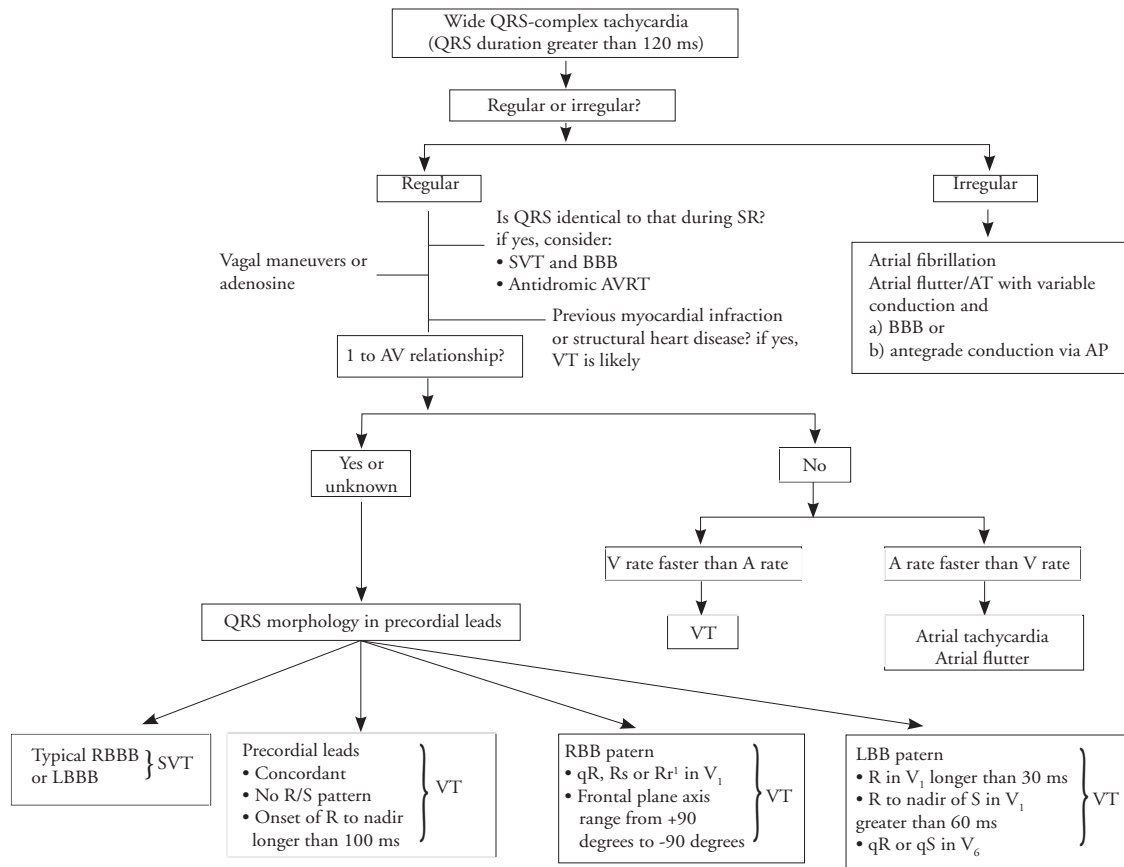 Wide QRS-complex tachycardia
(QRS duration greater than 120 ms)
Regular or irregular?
Regular
Irregular
Is QRS identical to that during SR?
if yes, consider:
• SVT and BBB
• Antidromic AVRT
Vagal maneuvers or
adenosine
Previous myocardial infraction
or structural heart disease? if yes,
VT is likely
Atrial fibrillation
Atrial flutter/AT with variable
conduction and
a) BBB or
b) antegrade conduction via AP
1 to AV relationship?
Yes or
unknown
No
V rate faster than A rate
A rate faster than V rate
VT
Atrial tachycardia
Atrial flutter
QRS morphology in precordial leads
Typical RBBB
or LBBB
} SVT
Precordial leads
• Concordant
• No R/S pattern
• Onset of R to nadir
longer than 100 ms
VT
RBB patern
• qR, Rs or Rr¹ in V₁
• Frontal plane axis
range from +90
degrees to -90 degrees
VT
LBB patern
• R in V₁ longer than 30 ms
• R to nadir of S in V₁
greater than 60 ms
• qR or qS in V₆
VT